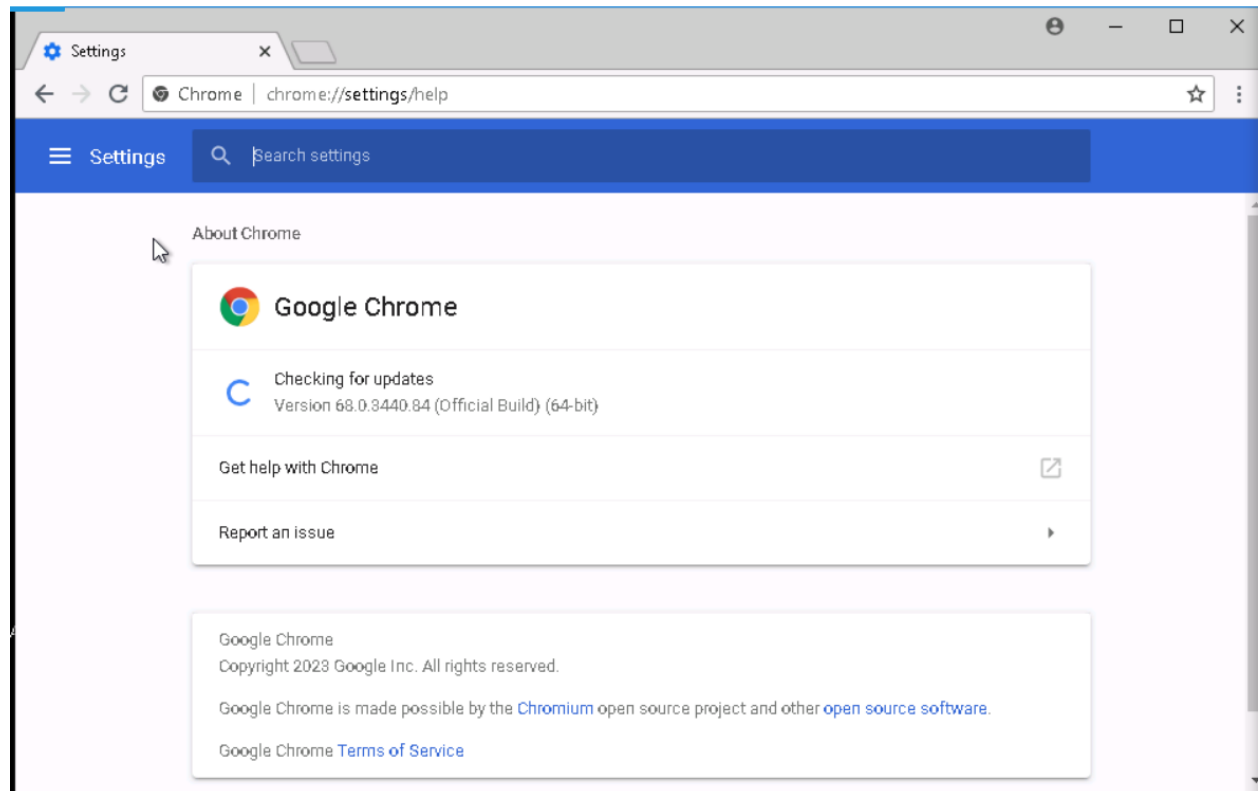 Settings
Chrome | chrome://settings/help
Settings
Search settings
About Chrome
Google Chrome
Checking for updates
Version 68.0.3440.84 (Official Build) (64-bit)
Get help with Chrome
Report an issue
Google Chrome
Copyright 2023 Google Inc. All rights reserved.
Google Chrome is made possible by the Chromium open source project and other open source software.
Google Chrome Terms of Service